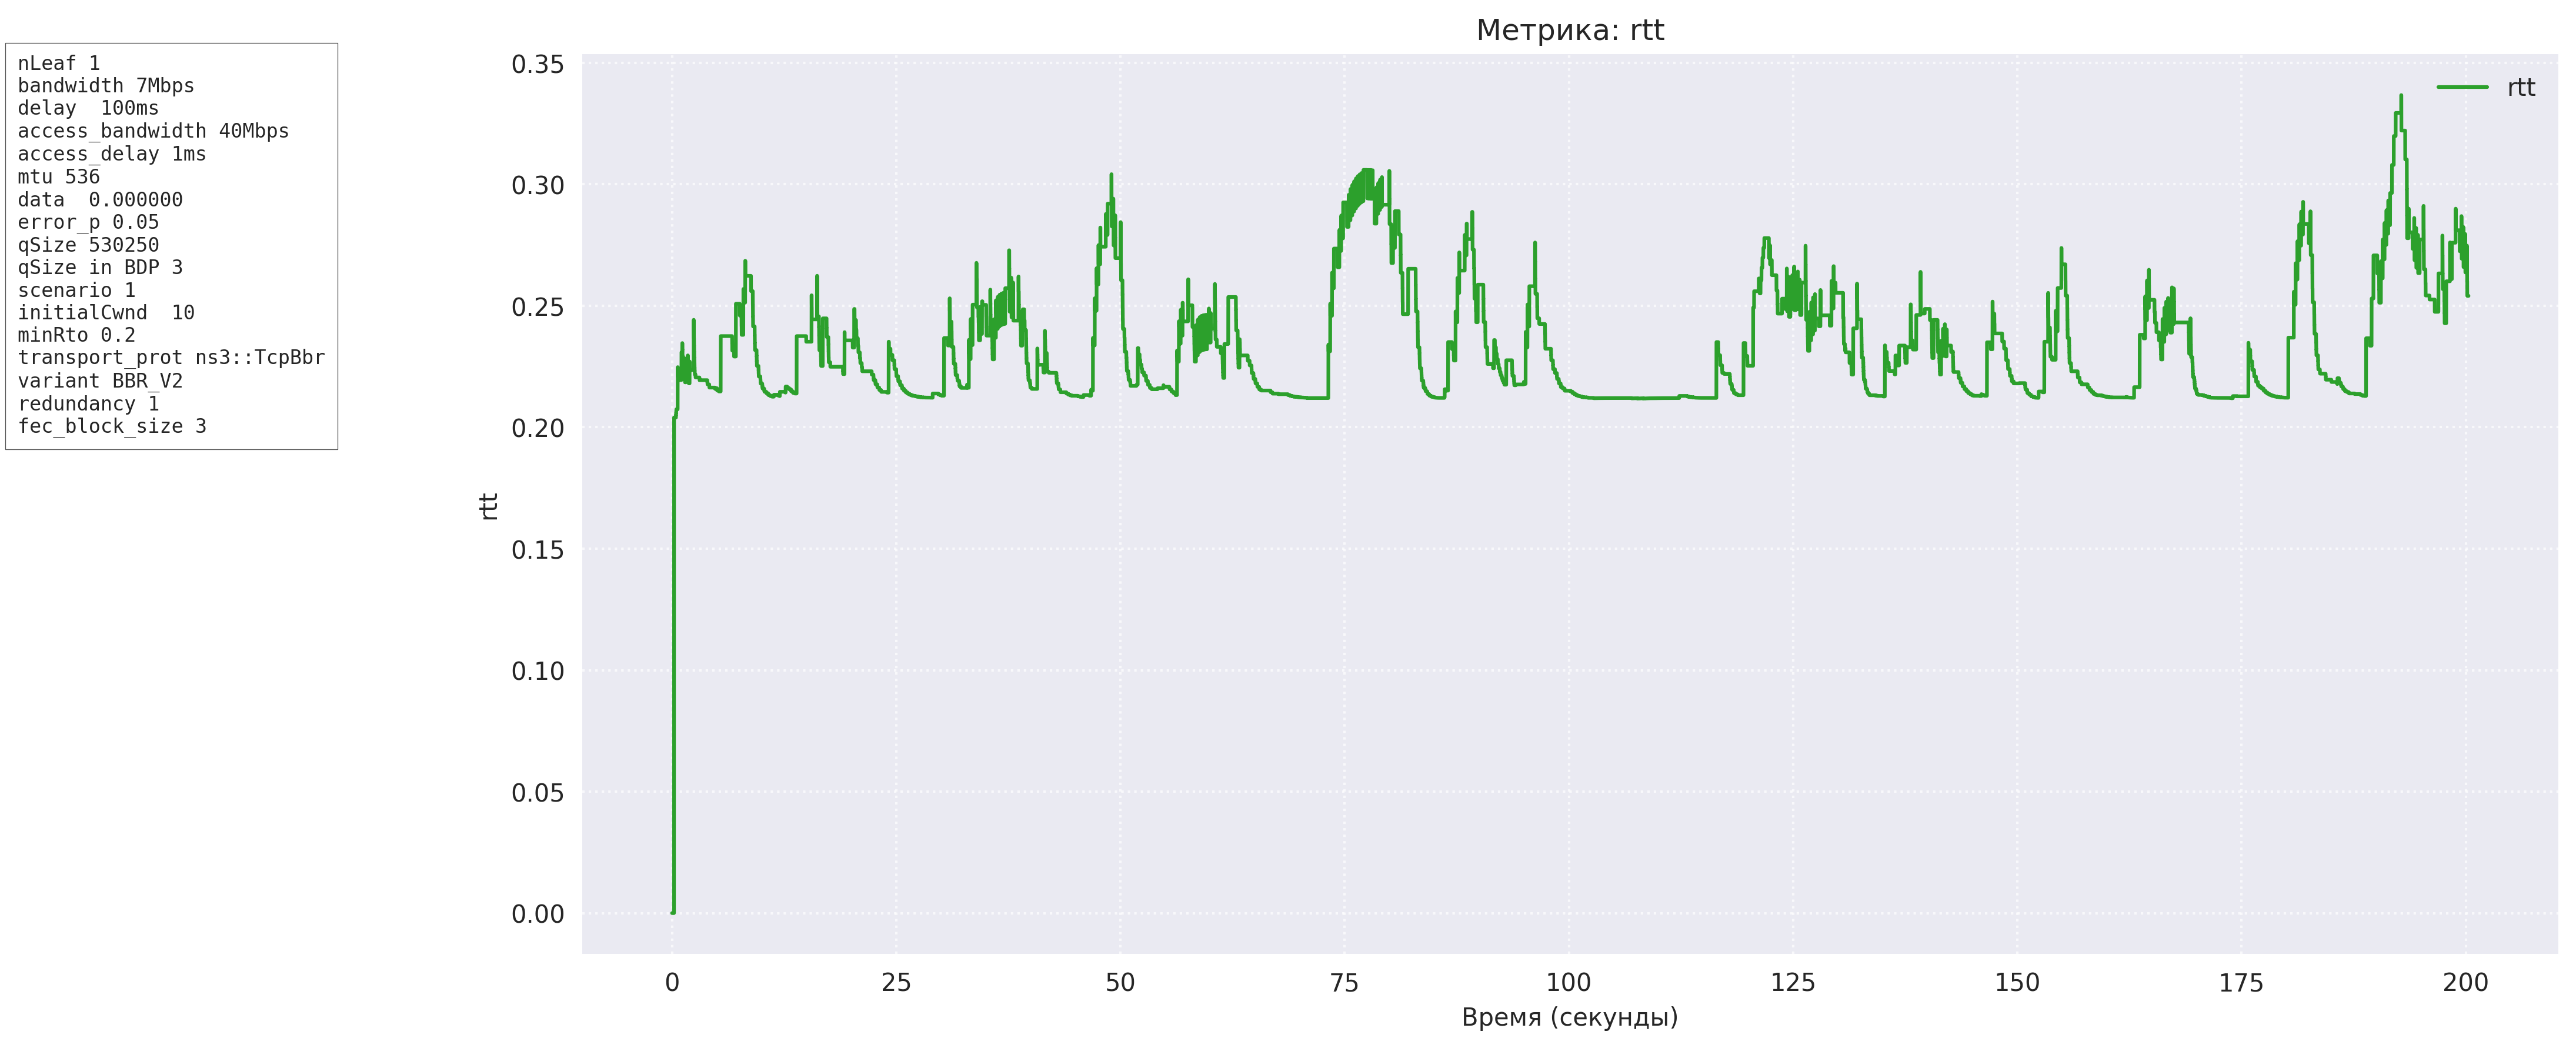 Метрика: rtt
nLeaf 1
bandwidth 7Mbps
delay  100ms
access_bandwidth 40Mbps
access_delay 1ms
mtu 536
data  0.000000
error_p 0.05
qSize 530250
qSize in BDP 3
scenario 1
initialCwnd  10
minRto 0.2
transport_prot ns3::TcpBbr
variant BBR_V2
redundancy 1
fec_block_size 3
rtt
0.35
0.30
0.25
0.20
0.15
0.10
0.05
0.00
rtt
0 25 50 75 100 125 150 175 200
Время (секунды)